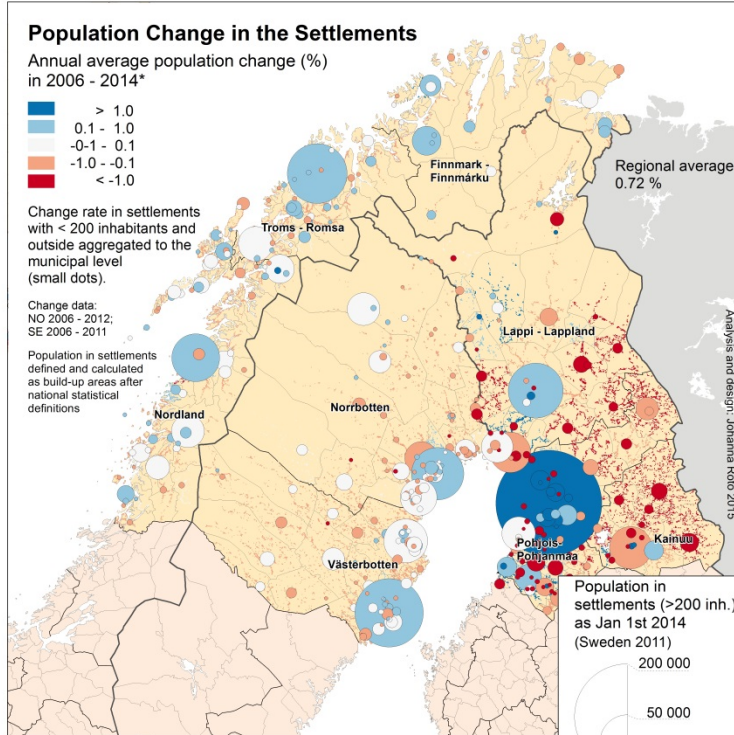 Population Change in the Settlements
Annual average population change (%)
in 2006 - 2014*
> 1.0
0.1 - 1.0
-0.1 - 0.1
-1.0 - -0.1
< -1.0
Change rate in settlements
with < 200 inhabitants and
outside aggregated to the
municipal level
(small dots).
Change data:
NO 2006 - 2012;
SE 2006 - 2011
Population in settlements
defined and calculated
as build-up areas after
national statistical
definitions
Finnmark -
Finnmárku
Regional average
0.72 %
Troms - Romsa
Lappi - Lappland
Norrbotten
Nordland
Västerbotten
Pohjois-
Pohjanmaa
Kainuu
Analysis and design: Johanna Roto 2015
Population in
settlements (>200 inh.)
as Jan 1st 2014
(Sweden 2011)
200 000
50 000